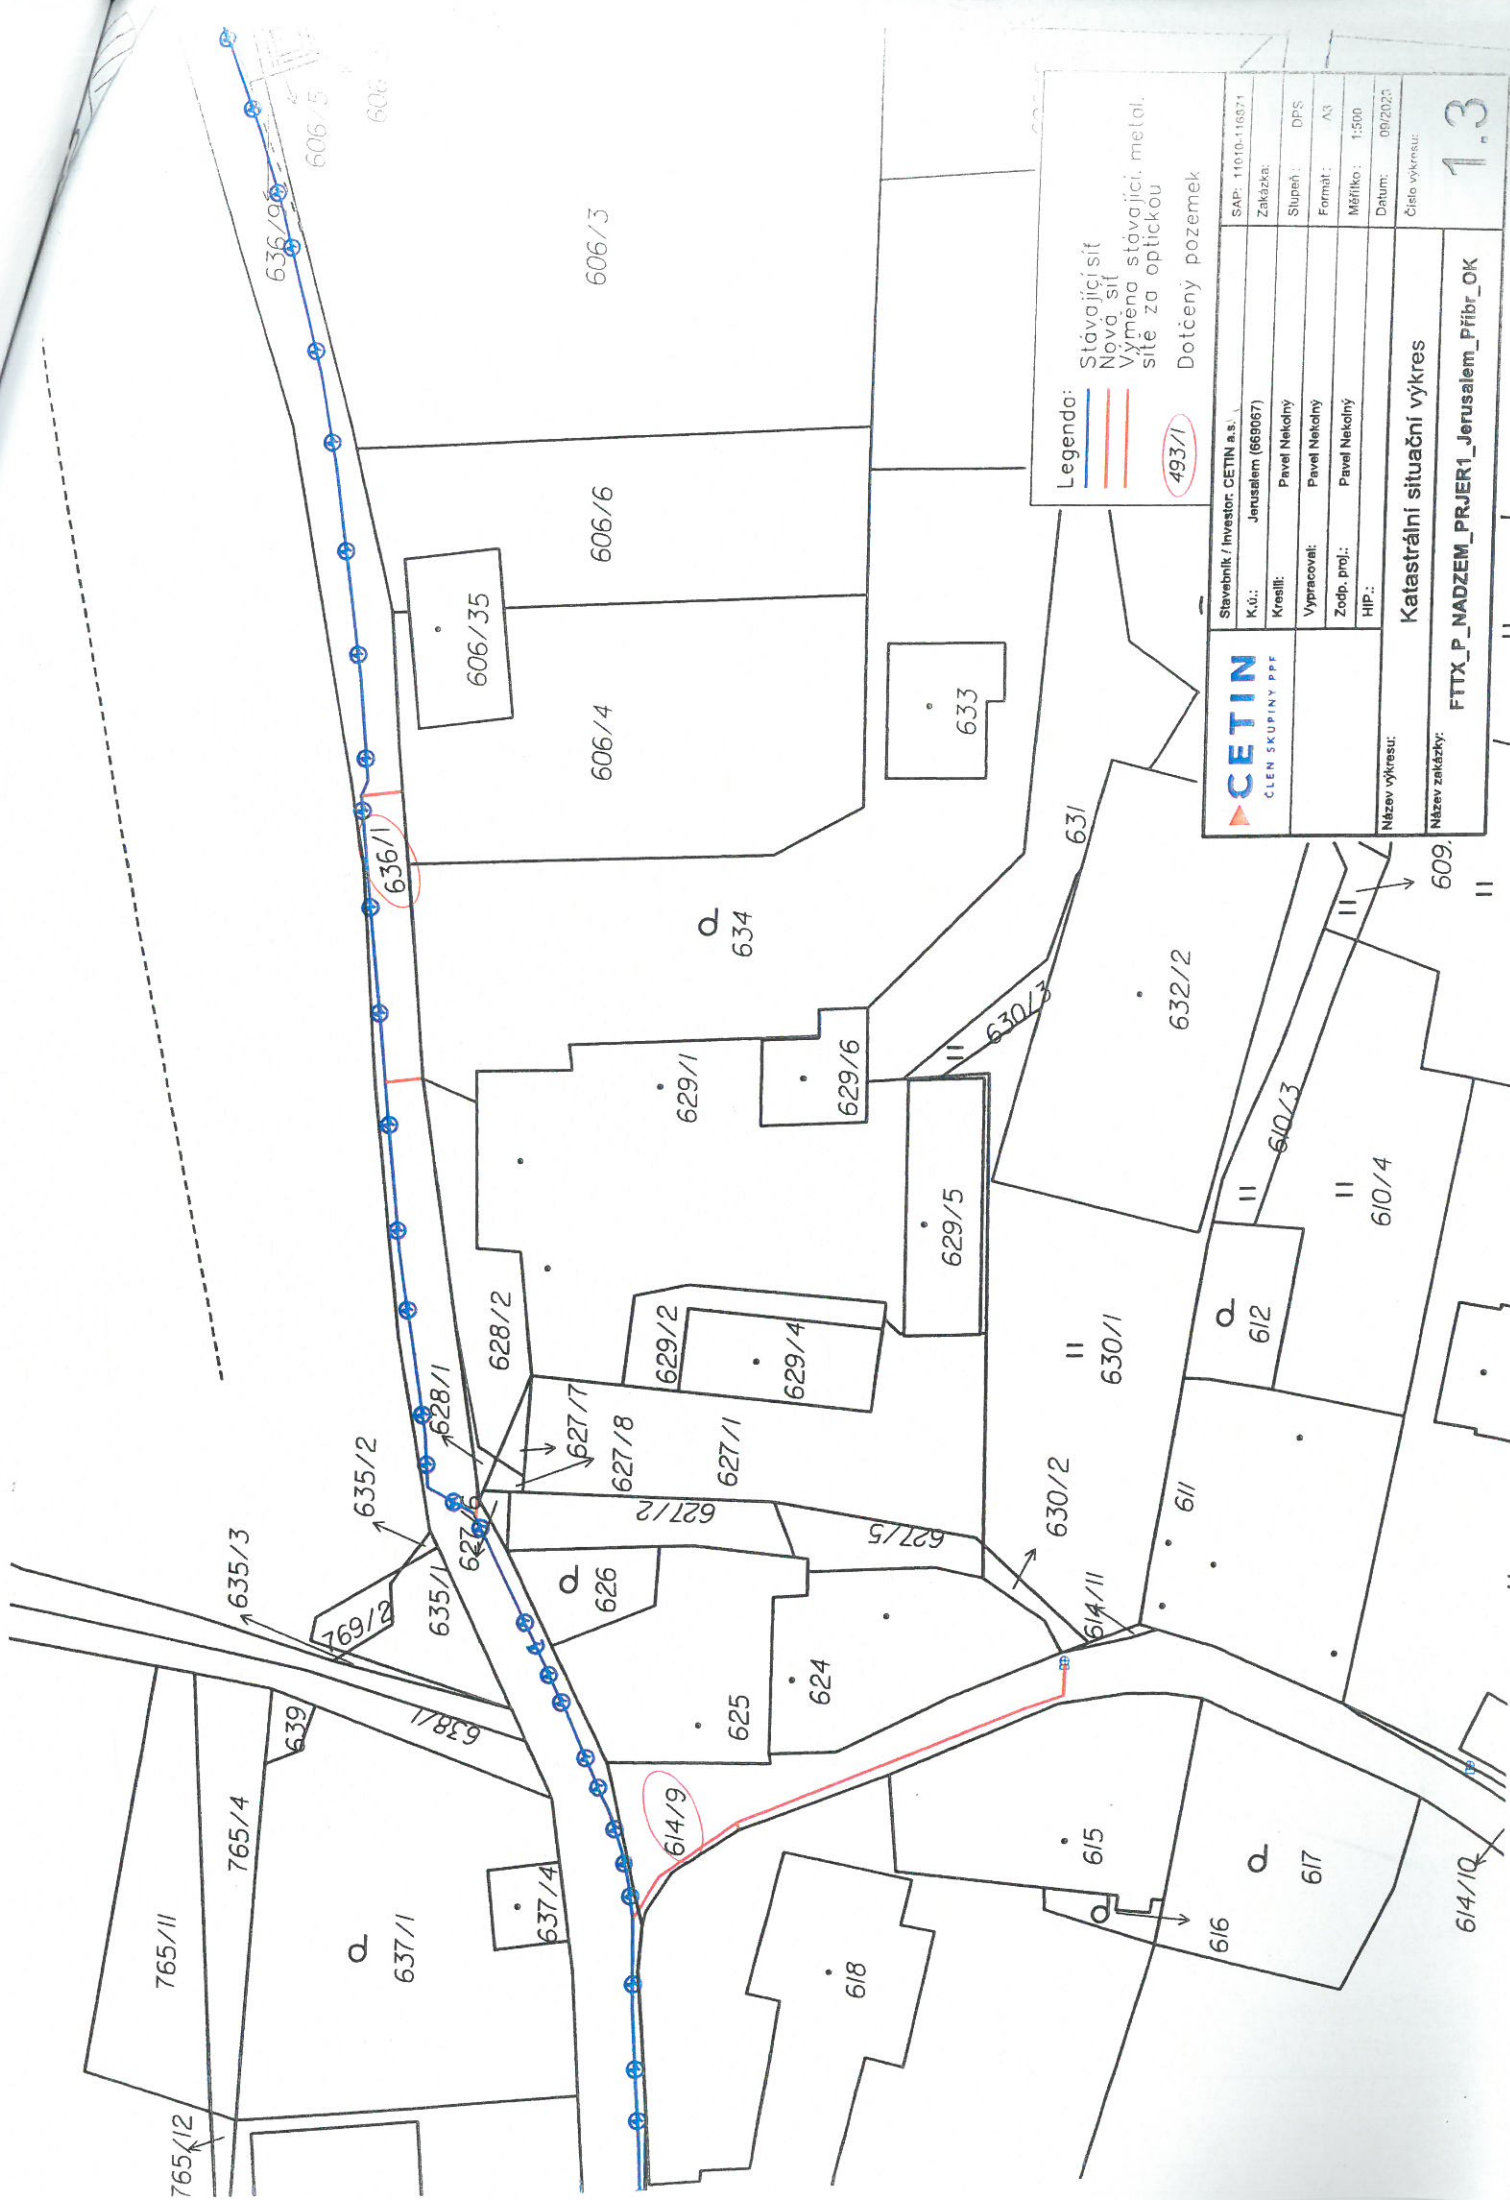 765/12
765/11
765/4
637/1
637/4
639
638/1
635/3
769/2
635/1
635/2
628/1
628/2
627/7
627/8
627/1
627/2
627/5
626
625
624
614/9
618
615
616
617
614/10
614/11
630/2
630/1
611
612
610/4
610/3
609.
629/2
629/4
629/5
629/1
629/6
630/3
631
632/2
633
634
636/1
606/4
606/35
606/6
606/3
636/9
606/5
Legenda:
Stávající síť
Nová síť
Výměna stávající metal.
sítě za optickou
493/1
Dotčený pozemek
CETIN
ČLEN SKUPINY PPF
Stavebník / Investor: CETIN a.s.
SAP: 11010-116871
K.ú.: Jerusalem (669067)
Zakázka:
Kreslil: Pavel Nekolný
Stupeň: DPS
Vypracoval: Pavel Nekolný
Formát: A3
Zodp. proj.: Pavel Nekolný
Měřítko: 1:500
HIP.:
Datum: 09/2025
Název výkresu:
Katastrální situační výkres
Číslo výkresu:
1.3
Název zakázky:
FTTX_P_NADZEM_PRJER1_Jerusalem_Příbr_OK